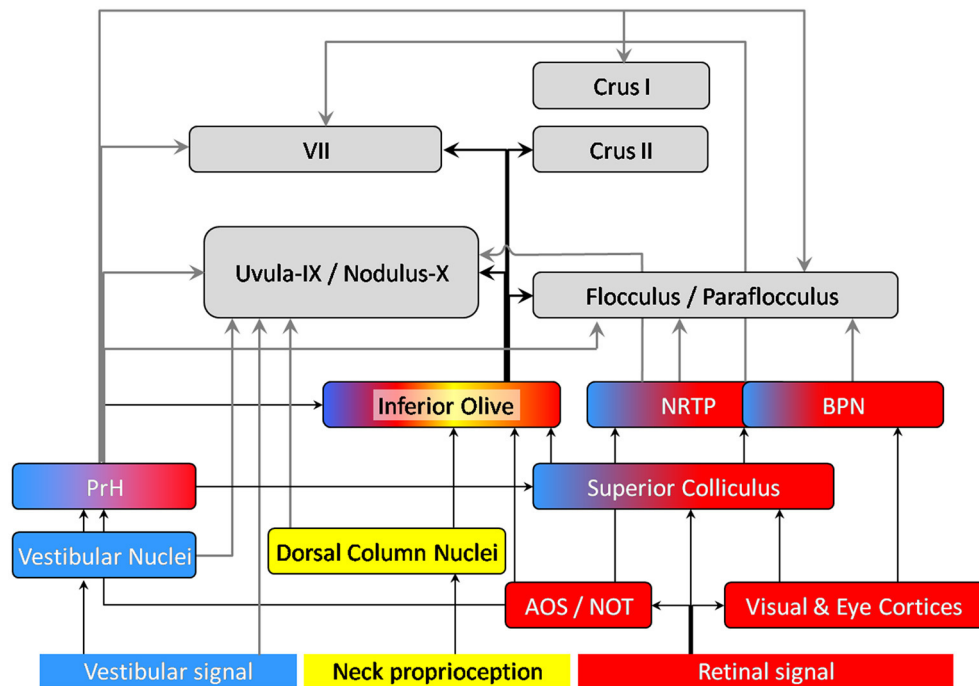 Crus I
VII
Crus II
Uvula-IX / Nodulus-X
Flocculus / Paraflocculus
Inferior Olive
NRTP
BPN
PrH
Superior Colliculus
Vestibular Nuclei
Dorsal Column Nuclei
AOS / NOT
Visual & Eye Cortices
Vestibular signal
Neck proprioception
Retinal signal